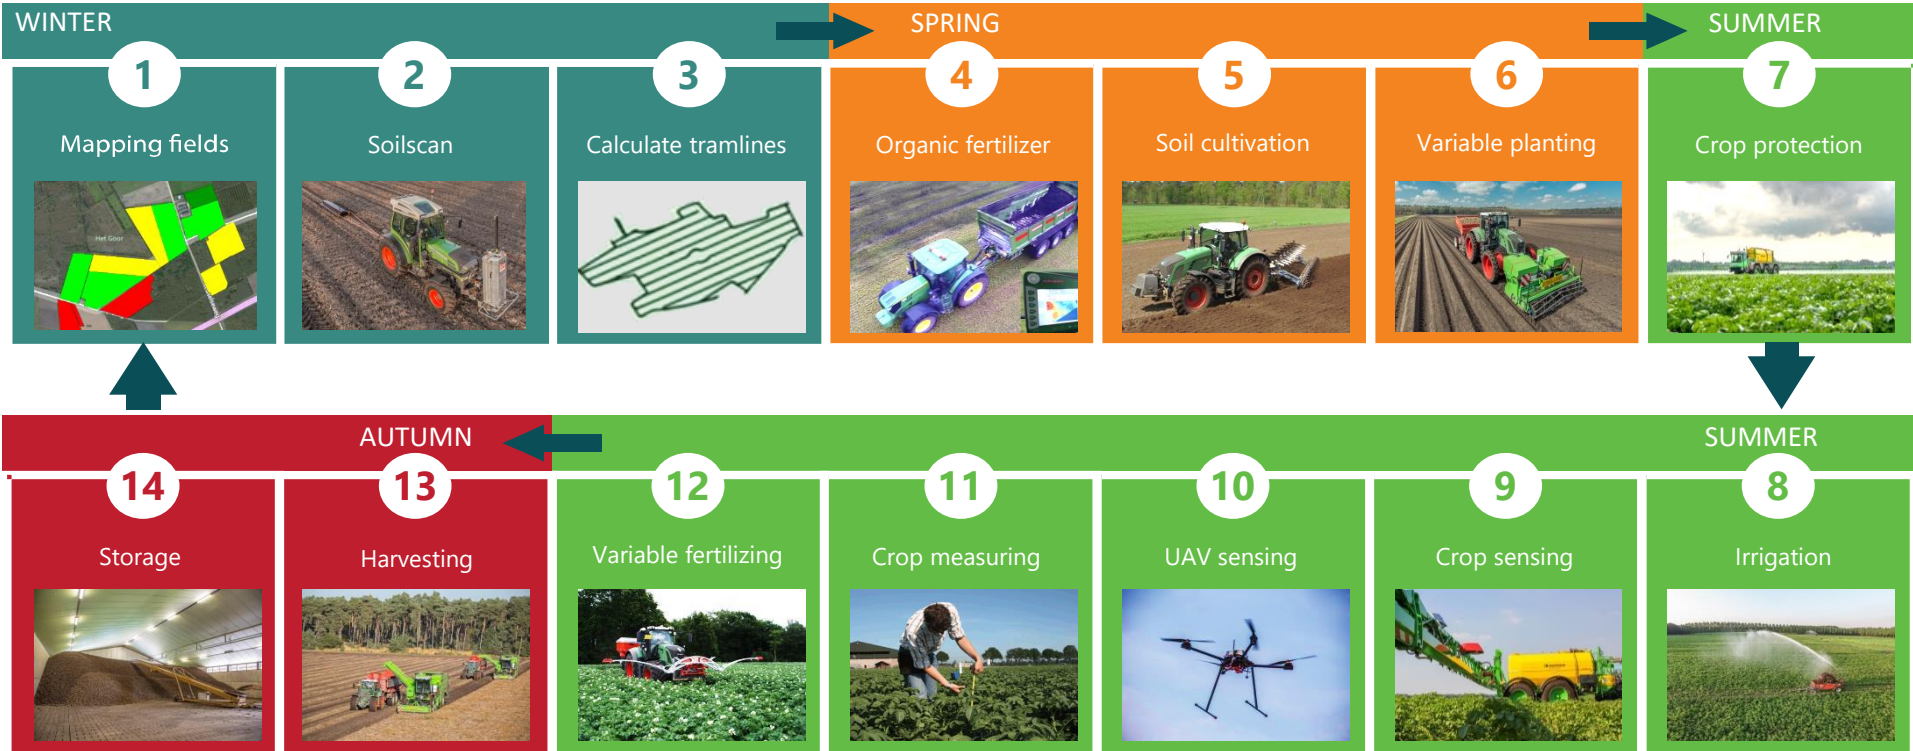 WINTER
SPRING
SUMMER
1
2
3
4
5
6
7
Mapping fields
Soilscan
Calculate tramlines
Organic fertilizer
Soil cultivation
Variable planting
Crop protection
Het Goor
AUTUMN
SUMMER
14
13
12
11
10
9
8
Storage
Harvesting
Variable fertilizing
Crop measuring
UAV sensing
Crop sensing
Irrigation